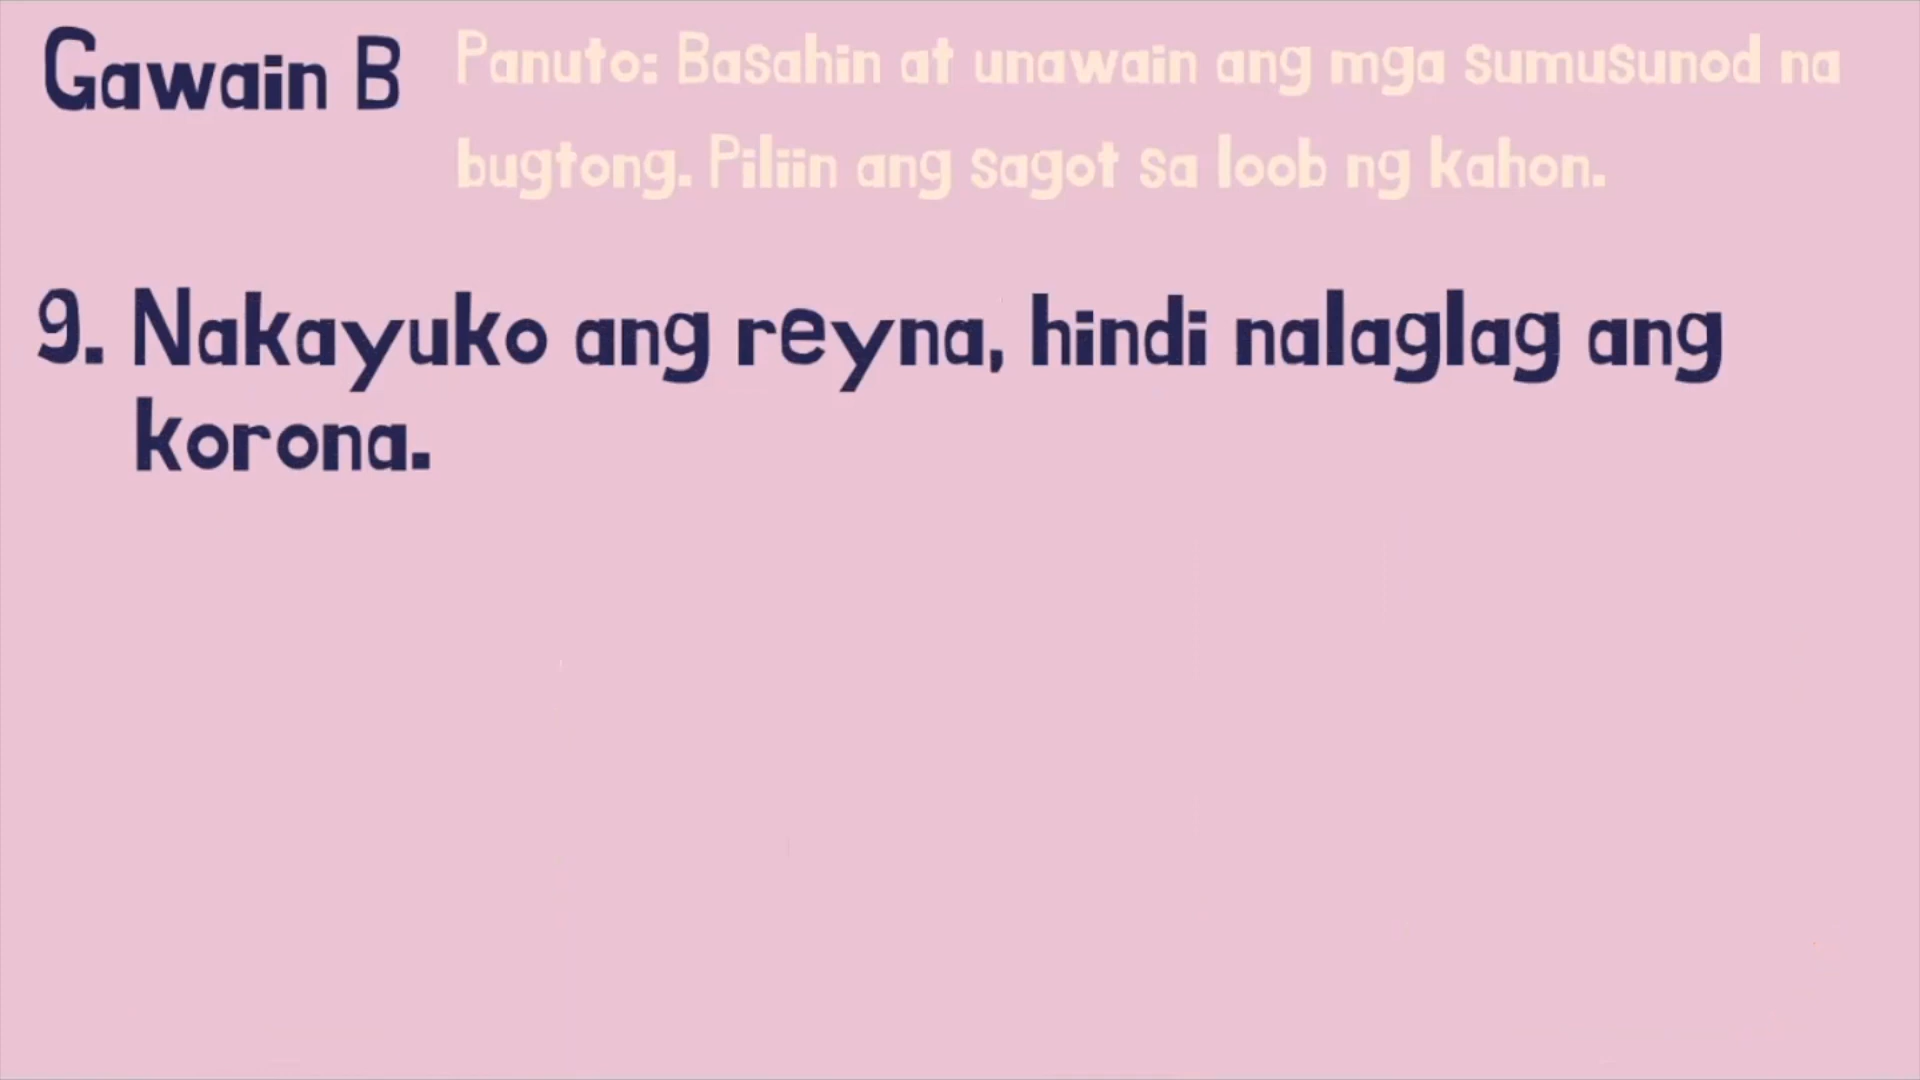 Gawain B
Panuto: Basahin at unawain ang mga sumusunod na
bugtong. Piliin ang sagot sa loob ng kahon.
9. Nakayuko ang reyna, hindi nalaglag ang
korona.